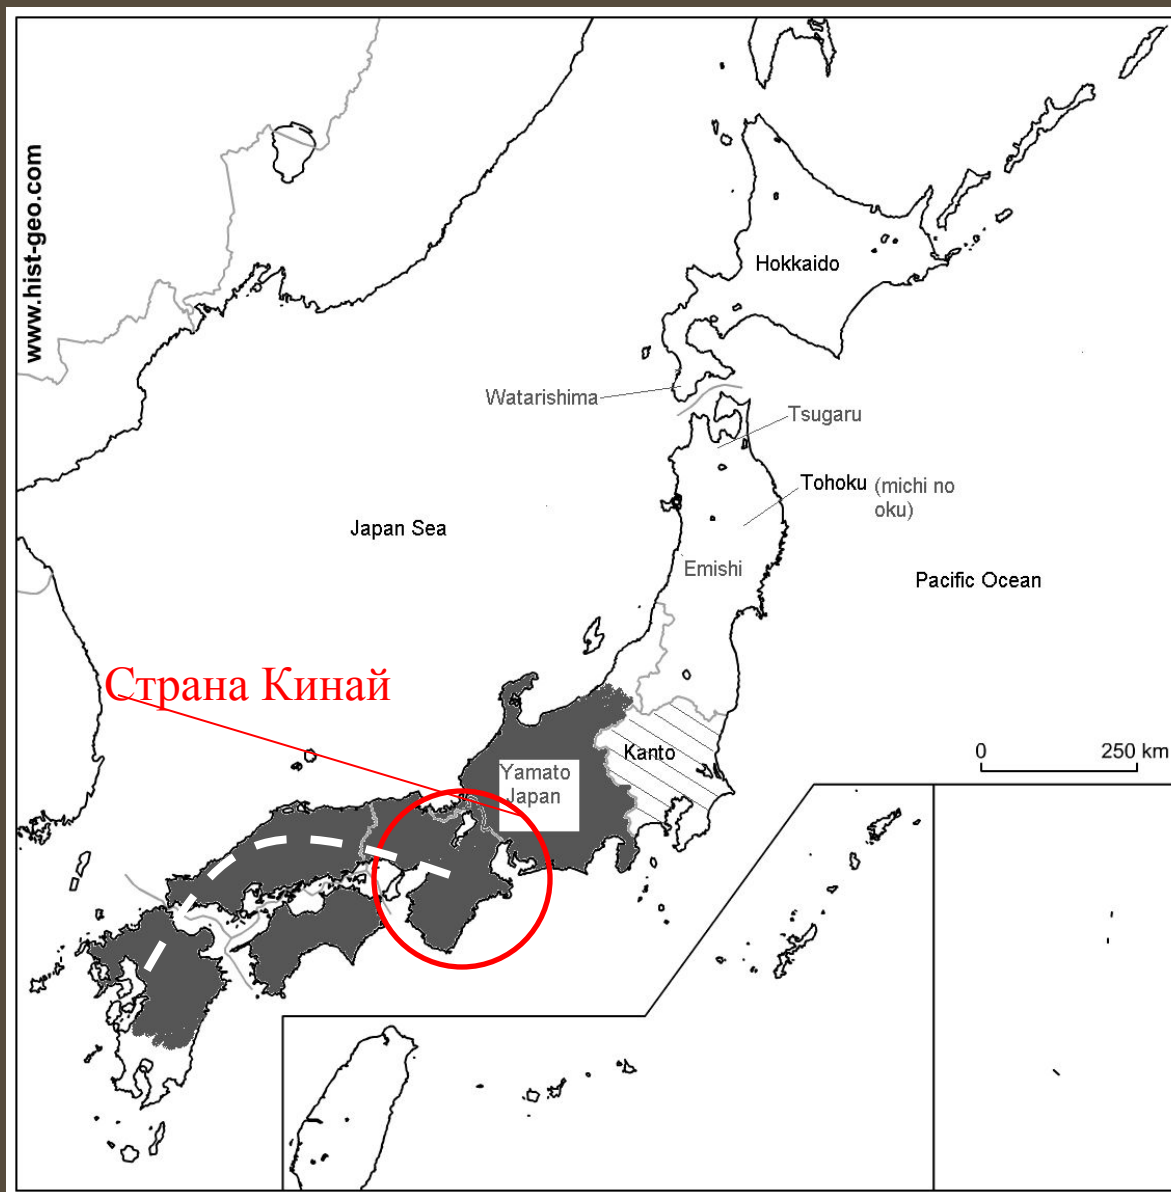 www.hist-geo.com
Hokkaido
Watarishima
Tsugaru
Tohoku (michi no
oku)
Japan Sea
Emishi
Pacific Ocean
Страна Кинай
Kanto
0 250 km
Yamato
Japan